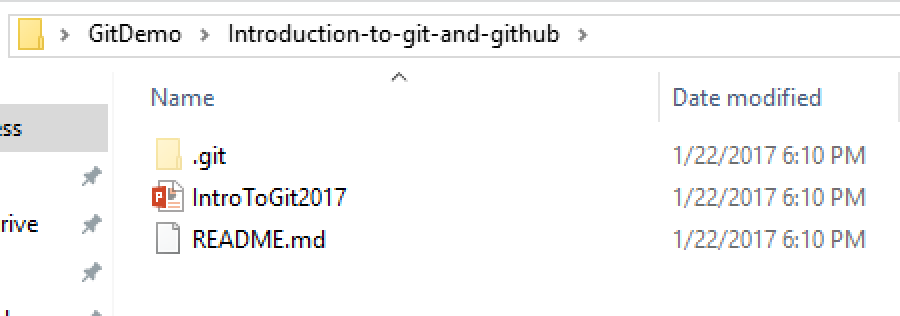 GitDemo > Introduction-to-git-and-github >
Name Date modified
ess
.git 1/22/2017 6:10 PM
IntroToGit2017 1/22/2017 6:10 PM
rive
README.md 1/22/2017 6:10 PM